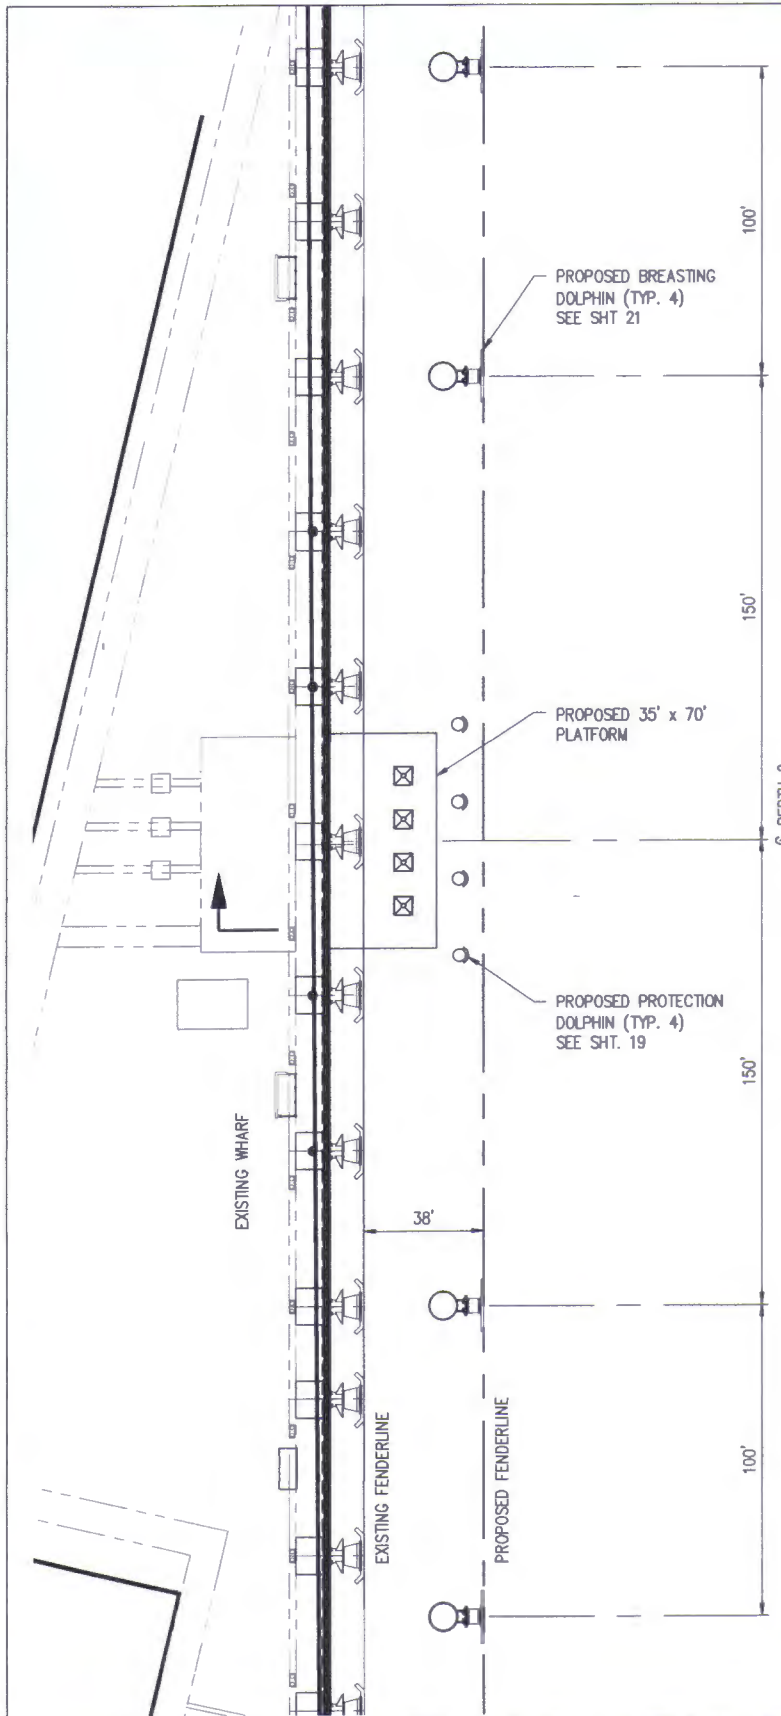 100'
PROPOSED BREASTING
DOLPHIN (TYP. 4)
SEE SHT 21
150'
PROPOSED 35' x 70'
PLATFORM
PROPOSED PROTECTION
DOLPHIN (TYP. 4)
SEE SHT. 19
150'
EXISTING WHARF
38'
EXISTING FENDERLINE
PROPOSED FENDERLINE
100'